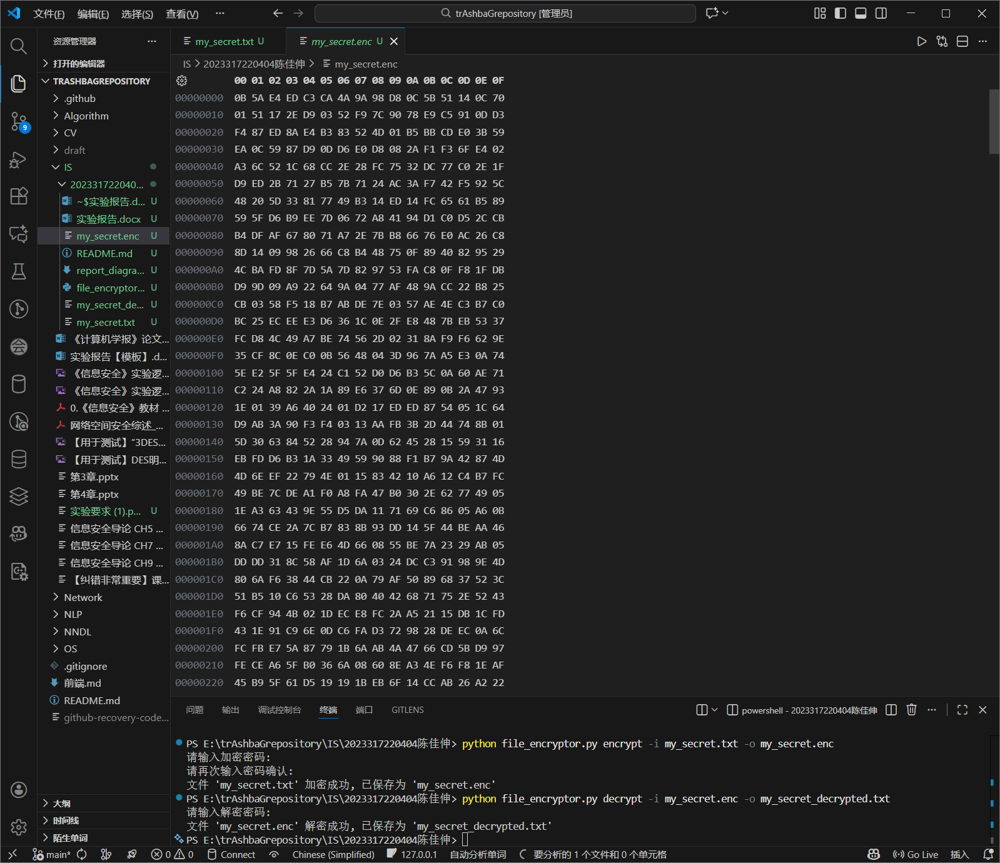 文件(F) 编辑(E) 选择(S) 查看(V) ··· trAshbaGrepository [管理员]
资源管理器 ···
打开的编辑器
TRASHBAGREPOSITORY
.github
Algorithm
CV
draft
IS
202331722040...
~$实验报告.d... U
实验报告.docx U
my_secret.enc U
README.md U
report_diagra... U
file_encryptor... U
my_secret_de... U
my_secret.txt U
《计算机学报》论文...
实验报告【模板】.d...
《信息安全》实验逻...
《信息安全》实验逻...
0.《信息安全》教材 ...
网络空间安全综述_...
【用于测试】“3DES...
【用于测试】DES明...
第3章.pptx
第4章.pptx
实验要求 (1).p... U
信息安全导论 CH5 ...
信息安全导论 CH7 ...
信息安全导论 CH9 ...
【纠错非常重要】课...
Network
NLP
NNDL
OS
.gitignore
前端.md
README.md
github-recovery-code...
大纲
时间线
陌生单词
9
my_secret.txt U my_secret.enc U
IS > 2023317220404陈佳伸 > my_secret.enc
00 01 02 03 04 05 06 07 08 09 0A 0B 0C 0D 0E 0F
00000000 0B 5A E4 ED C3 CA 4A 9A 98 D8 0C 5B 51 14 0C 70
00000010 01 51 17 2E D9 03 52 F9 7C 90 78 E9 C5 91 0D D3
00000020 F4 87 ED 8A E4 B3 83 52 4D 01 B5 BB CD E0 3B 59
00000030 EA 0C 59 87 D9 0D D6 E0 D8 08 2A F1 F3 6F E4 02
00000040 A3 6C 52 1C 68 CC 2E 28 FC 75 32 DC 77 C0 2E 1F
00000050 D9 ED 2B 71 27 B5 7B 71 24 AC 3A F7 42 F5 92 5C
00000060 48 20 5D 33 81 77 49 B3 14 ED 14 FC 65 61 B5 89
00000070 59 5F D6 B9 EE 7D 06 72 A8 41 94 D1 C0 D5 2C CB
00000080 B4 DF AF 67 80 71 A7 2E 7B B8 66 76 E0 AC 26 C8
00000090 8D 14 09 98 26 66 C8 B4 48 75 0F 89 40 82 95 29
000000A0 4C BA FD 8F 7D 5A 7D 82 97 53 FA C8 0F F8 1F DB
000000B0 D9 9D 09 A9 22 64 9A 04 77 AF 48 9A CC 22 B8 25
000000C0 CB 03 58 F5 18 B7 AB DE 7E 03 57 AE 4E C3 B7 C0
000000D0 BC 25 EC EE E3 D6 36 1C 0E 2F E8 48 7B EB 53 37
000000E0 FC D8 4C 49 A7 BE 74 56 2D 02 31 8A F9 F6 62 9E
000000F0 35 CF 8C 0E C0 0B 56 48 04 3D 96 7A A5 E3 0A 74
00000100 5E E2 5F 5F E4 24 C1 52 D0 D6 B3 5C 0A 60 AE 71
00000110 C2 24 A8 82 2A 1A 89 E6 37 6D 0E 89 0B 2A 47 93
00000120 1E 01 39 A6 40 24 01 D2 17 ED ED 87 54 05 1C 64
00000130 D9 AB 3A 90 F3 F4 03 13 AA FB 3B 2D 44 74 8B 01
00000140 5D 30 63 84 52 28 94 7A 0D 62 45 28 15 59 31 16
00000150 EB FD D6 B3 1A 33 49 59 90 88 F1 B7 9A 42 87 4D
00000160 4D 6E EF 22 79 4E 01 15 83 42 10 A6 12 C4 B7 FC
00000170 49 BE 7C DE A1 F0 A8 FA 47 B0 30 2E 62 77 49 05
00000180 1E A3 63 43 9E 55 D5 DA 11 71 69 C6 86 05 A6 0B
00000190 66 74 CE 2A 7C B7 83 8B 93 DD 14 5F 44 BE AA 46
000001A0 8A C7 E7 15 FE E6 4D 66 08 55 BE 7A 23 29 AB 05
000001B0 DD DD 31 8C 58 AF 1D 6A 03 24 DC C3 91 98 9E 4D
000001C0 80 6A F6 38 44 CB 22 0A 79 AF 50 89 68 37 52 3C
000001D0 51 B5 10 C6 53 28 DA 80 40 42 68 71 75 2E 52 43
000001E0 F6 CF 94 4B 02 1D EC E8 FC 2A A5 21 15 DB 1C FD
000001F0 43 1E 91 C9 6E 0D C6 FA D3 72 98 28 DE EC 0A 6C
00000200 FC FB E7 5A 87 79 1B 6A AB 4A 47 66 CD 5B D9 97
00000210 FE CE A6 5F B0 36 6A 08 60 8E A3 4E F6 F8 1E AF
00000220 45 B9 5F 61 D5 19 19 1B EB 6F 14 CC AB 26 A2 22
问题 输出 调试控制台 终端 端口 GITLENS powershell - 2023317220404陈佳伸 ···
PS E:\trAshbaGrepository\IS\2023317220404陈佳伸> python file_encryptor.py encrypt -i my_secret.txt -o my_secret.enc
请输入加密密码:
请再次输入密码确认:
文件 'my_secret.txt' 加密成功, 已保存为 'my_secret.enc'
PS E:\trAshbaGrepository\IS\2023317220404陈佳伸> python file_encryptor.py decrypt -i my_secret.enc -o my_secret_decrypted.txt
请输入解密密码:
文件 'my_secret.enc' 解密成功, 已保存为 'my_secret_decrypted.txt'
PS E:\trAshbaGrepository\IS\2023317220404陈佳伸>
main* 0 0 Connect Chinese (Simplified) 127.0.0.1 自动分析单词 要分析的 1 个文件和 0 个单元格 Go Live 插入